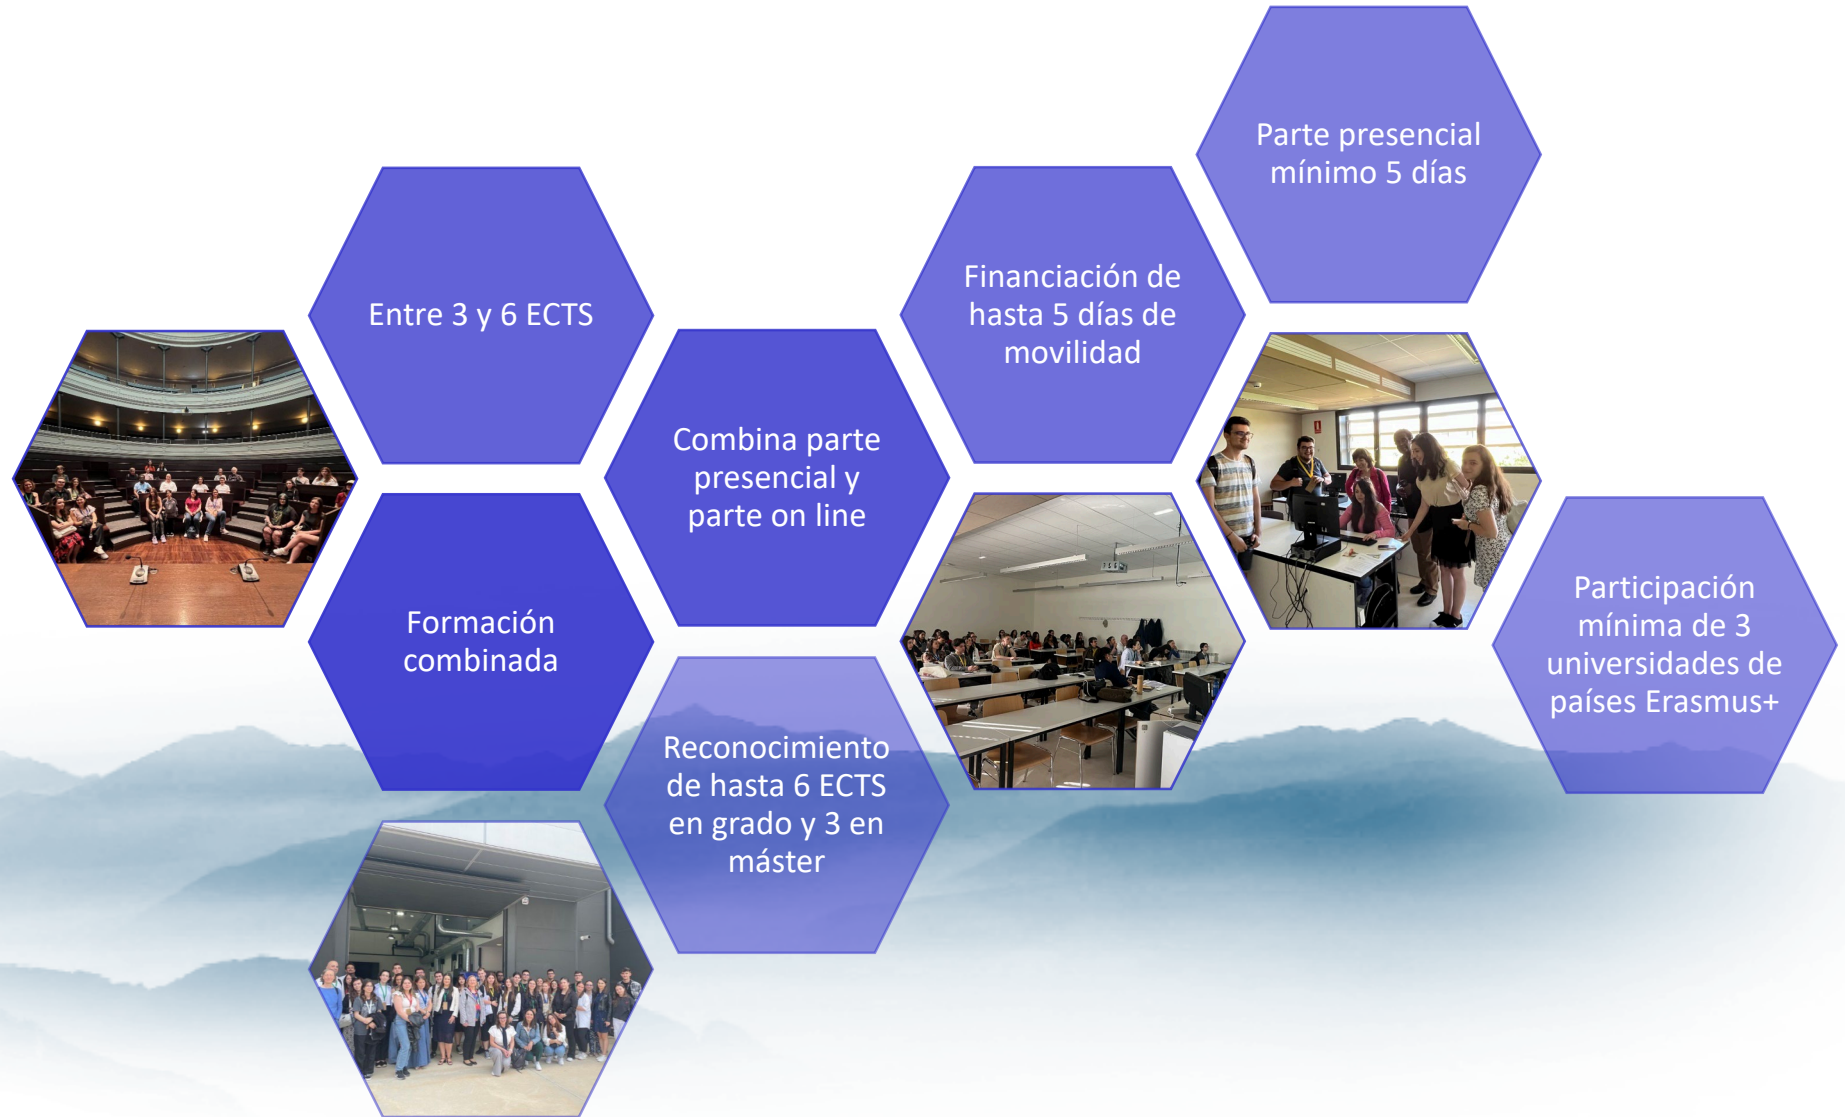 Parte presencial
mínimo 5 días
Entre 3 y 6 ECTS
Financiación de
hasta 5 días de
movilidad
Combina parte
presencial y
parte on line
Formación
combinada
Participación
mínima de 3
universidades de
países Erasmus+
Reconocimiento
de hasta 6 ECTS
en grado y 3 en
máster